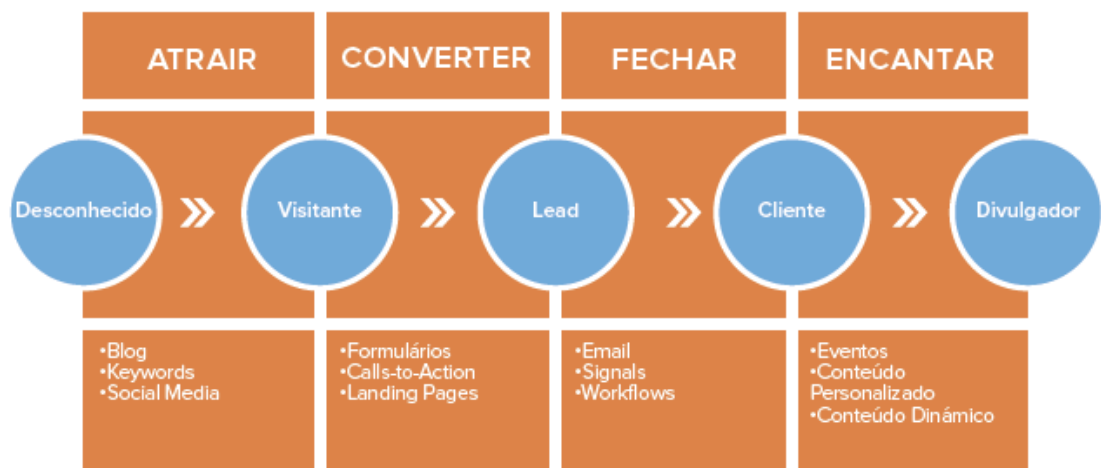 ATRAIR
CONVERTER
FECHAR
ENCANTAR
Desconhecido
Visitante
Lead
Cliente
Divulgador
•Blog
•Keywords
•Social Media
•Formulários
•Calls-to-Action
•Landing Pages
•Email
•Signals
•Workflows
•Eventos
•Conteúdo
Personalizado
•Conteúdo Dinámico